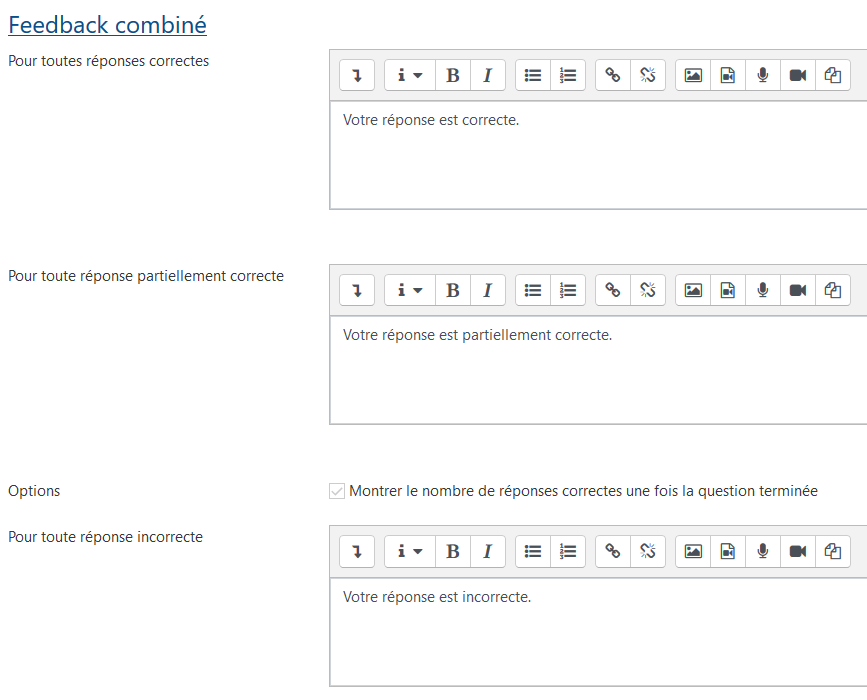 Feedback combiné
Pour toutes réponses correctes
Votre réponse est correcte.
Pour toute réponse partiellement correcte
Votre réponse est partiellement correcte.
Options
Montrer le nombre de réponses correctes une fois la question terminée
Pour toute réponse incorrecte
Votre réponse est incorrecte.